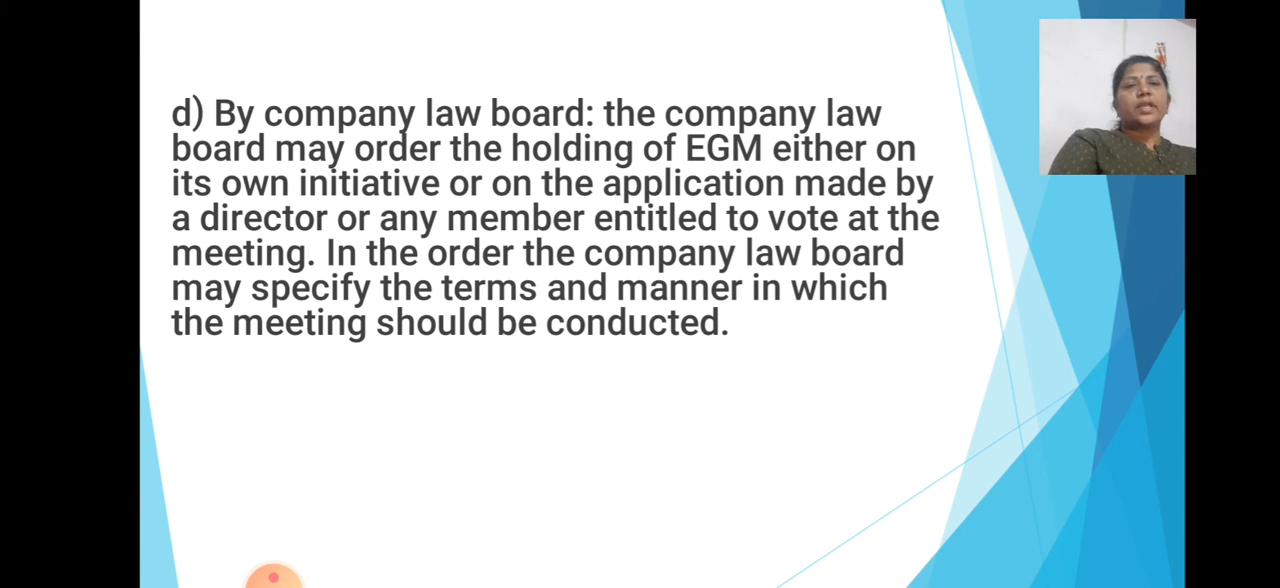 d) By company law board: the company law
board may order the holding of EGM either on
its own initiative or on the application made by
a director or any member entitled to vote at the
meeting. In the order the company law board
may specify the terms and manner in which
the meeting should be conducted.